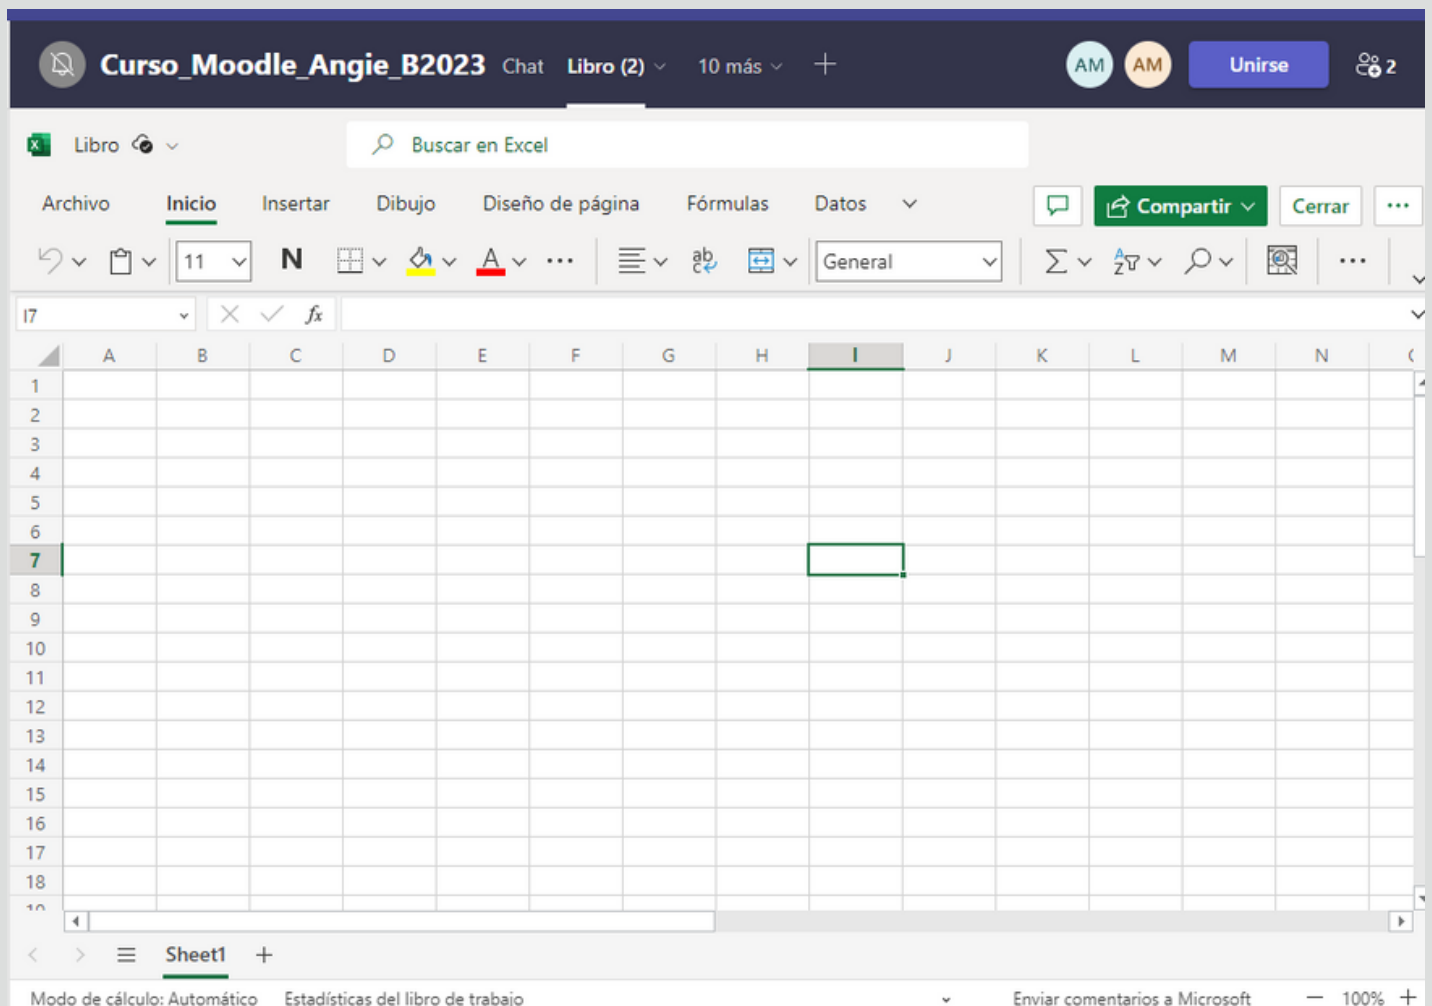 Curso_Moodle_Angie_B2023 Chat Libro (2) 10 más AM AM Unirse 2
Libro Buscar en Excel
Archivo Inicio Insertar Dibujo Diseño de página Fórmulas Datos Compartir Cerrar ...
11 N A ... ab General Σ AZ ...
I7 fx
A B C D E F G H I J K L M N
1
2
3
4
5
6
7
8
9
10
11
12
13
14
15
16
17
18
Sheet1
Modo de cálculo: Automático Estadísticas del libro de trabajo Enviar comentarios a Microsoft 100%